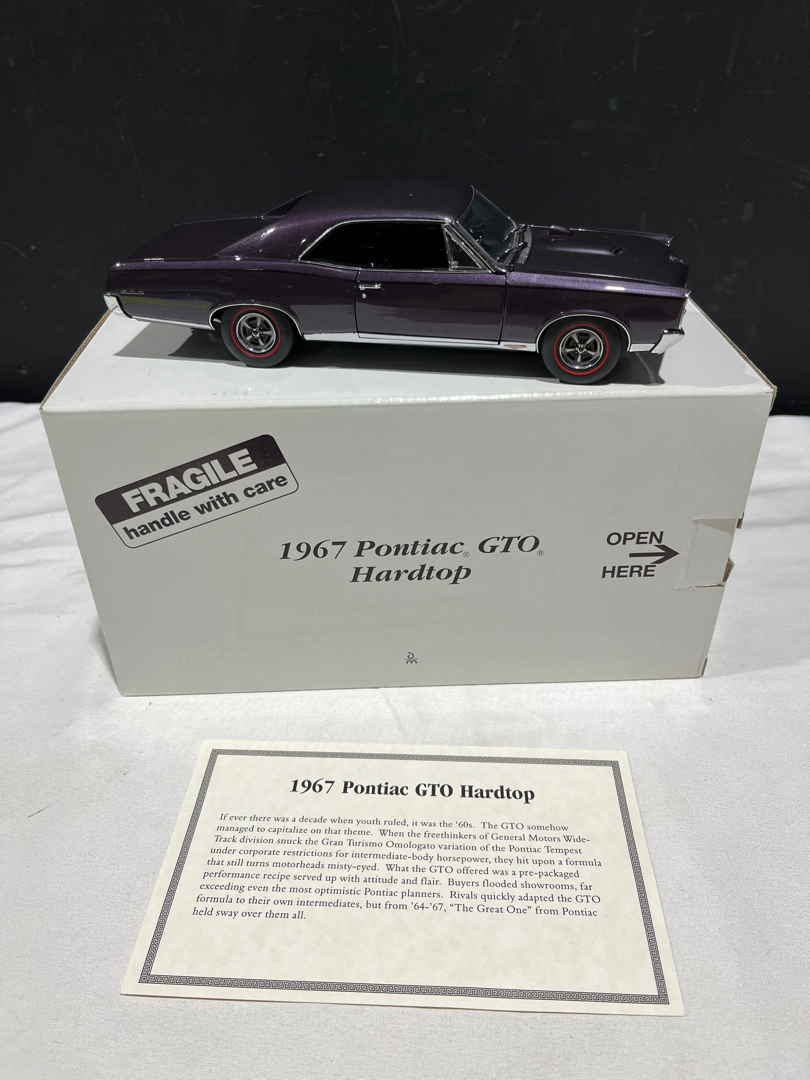 FRAGILE
handle with care
1967 Pontiac® GTO®
Hardtop
OPEN
HERE
1967 Pontiac GTO Hardtop
If ever there was a decade when youth ruled, it was the '60s. The GTO somehow
managed to capitalize on that theme. When the freethinkers of General Motors Wide-
Track division snuck the Gran Turismo Omologato variation of the Pontiac Tempest
under corporate restrictions for intermediate-body horsepower, they hit upon a formula
that still turns motorheads misty-eyed. What the GTO offered was a pre-packaged
performance recipe served up with attitude and flair. Buyers flooded showrooms, far
exceeding even the most optimistic Pontiac planners. Rivals quickly adapted the GTO
formula to their own intermediates, but from '64-'67, “The Great One” from Pontiac
held sway over them all.